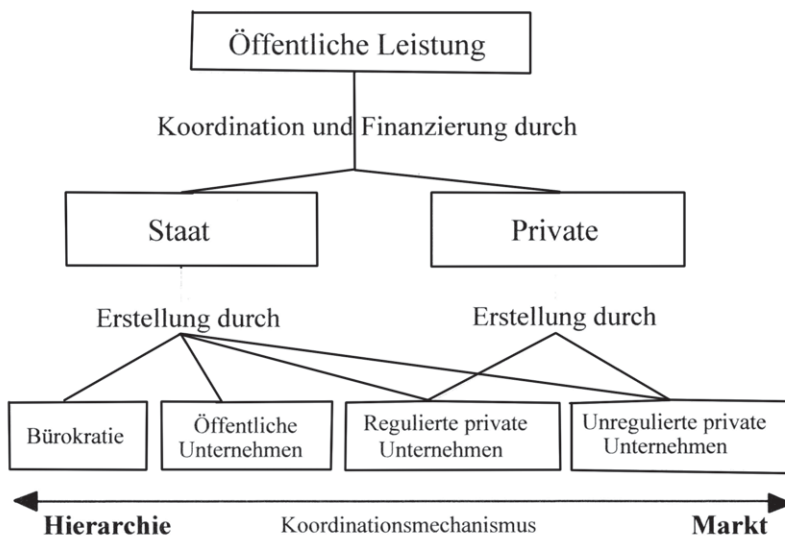 Öffentliche Leistung
Koordination und Finanzierung durch
Staat
Private
Erstellung durch
Erstellung durch
Bürokratie
Öffentliche
Unternehmen
Regulierte private
Unternehmen
Unregulierte private
Unternehmen
Hierarchie
Koordinationsmechanismus
Markt